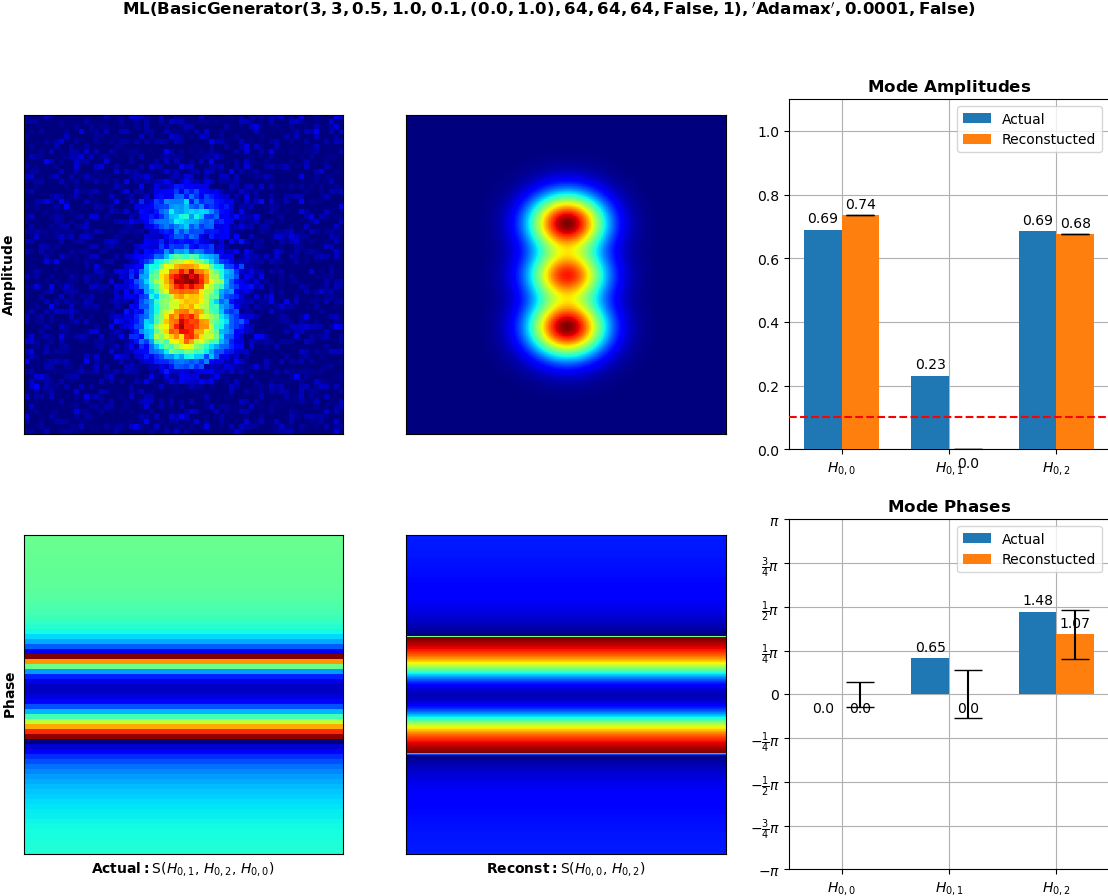 ML(BasicGenerator(3, 3, 0.5, 1.0, 0.1, (0.0, 1.0), 64, 64, 64, False, 1), ′Adamax′, 0.0001, False)
Amplitude
Mode Amplitudes
Actual
Reconstucted
1.0
0.8
0.6
0.4
0.2
0.0
0.69
0.74
0.23
0.0
0.69
0.68
H0, 0
H0, 1
H0, 2
Phase
Actual: S(H0, 1, H0, 2, H0, 0)
Reconst: S(H0, 0, H0, 2)
Mode Phases
Actual
Reconstucted
π
3/4π
1/2π
1/4π
0
−1/4π
−1/2π
−3/4π
−π
0.0
0.0
0.65
0.0
1.48
1.07
H0, 0
H0, 1
H0, 2